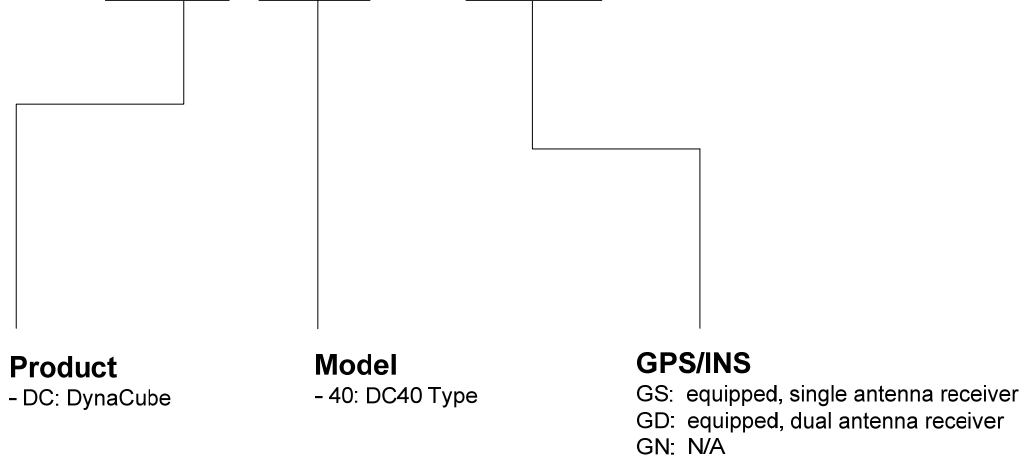 Product
- DC: DynaCube
Model
- 40: DC40 Type
GPS/INS
GS: equipped, single antenna receiver
GD: equipped, dual antenna receiver
GN: N/A